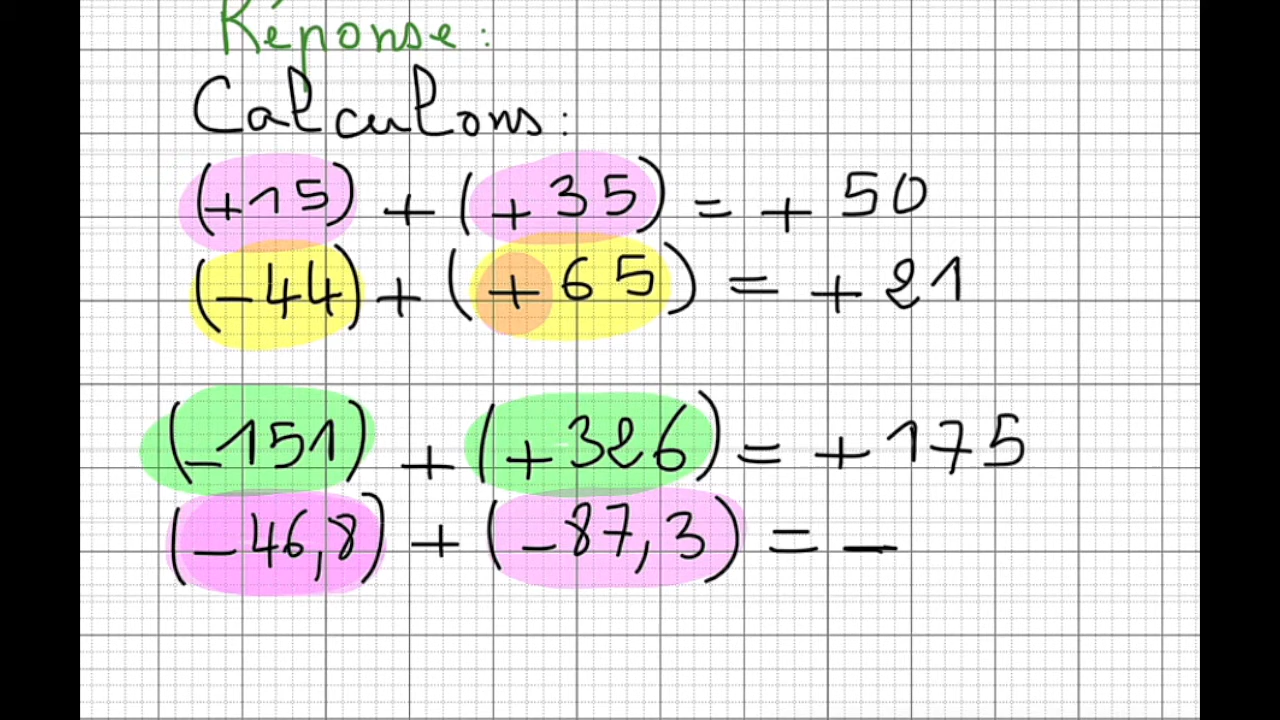 Réponse :
Calculons :
(+15) + (+35) = + 50
(-44) + (+65) = + 21
(-151) + (+326) = + 175
(-46,8) + (-87,3) = -